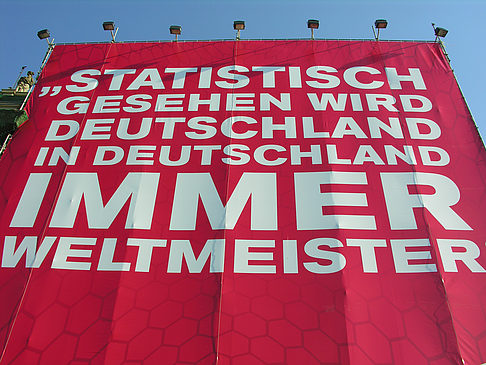 „STATISTISCH
GESEHEN WIRD
DEUTSCHLAND
IN DEUTSCHLAND
IMMER
WELTMEISTER